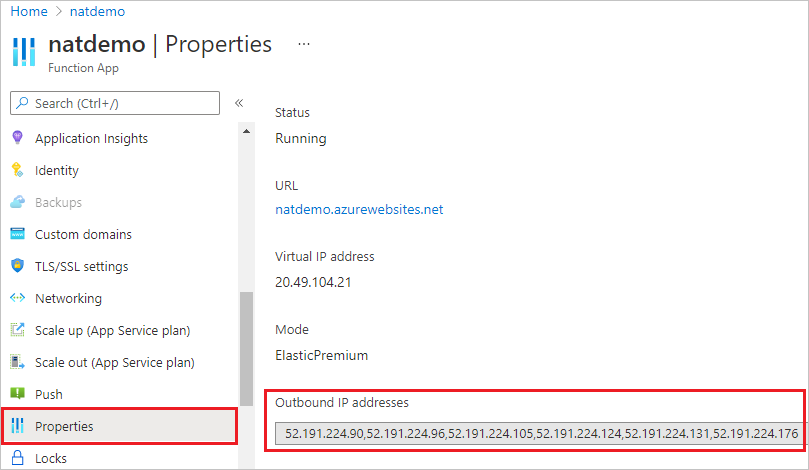 Home > natdemo
natdemo | Properties ...
Function App
Search (Ctrl+/) «
Application Insights
Identity
Backups
Custom domains
TLS/SSL settings
Networking
Scale up (App Service plan)
Scale out (App Service plan)
Push
Properties
Locks
Status
Running
URL
natdemo.azurewebsites.net
Virtual IP address
20.49.104.21
Mode
ElasticPremium
Outbound IP addresses
52.191.224.90,52.191.224.96,52.191.224.105,52.191.224.124,52.191.224.131,52.191.224.176